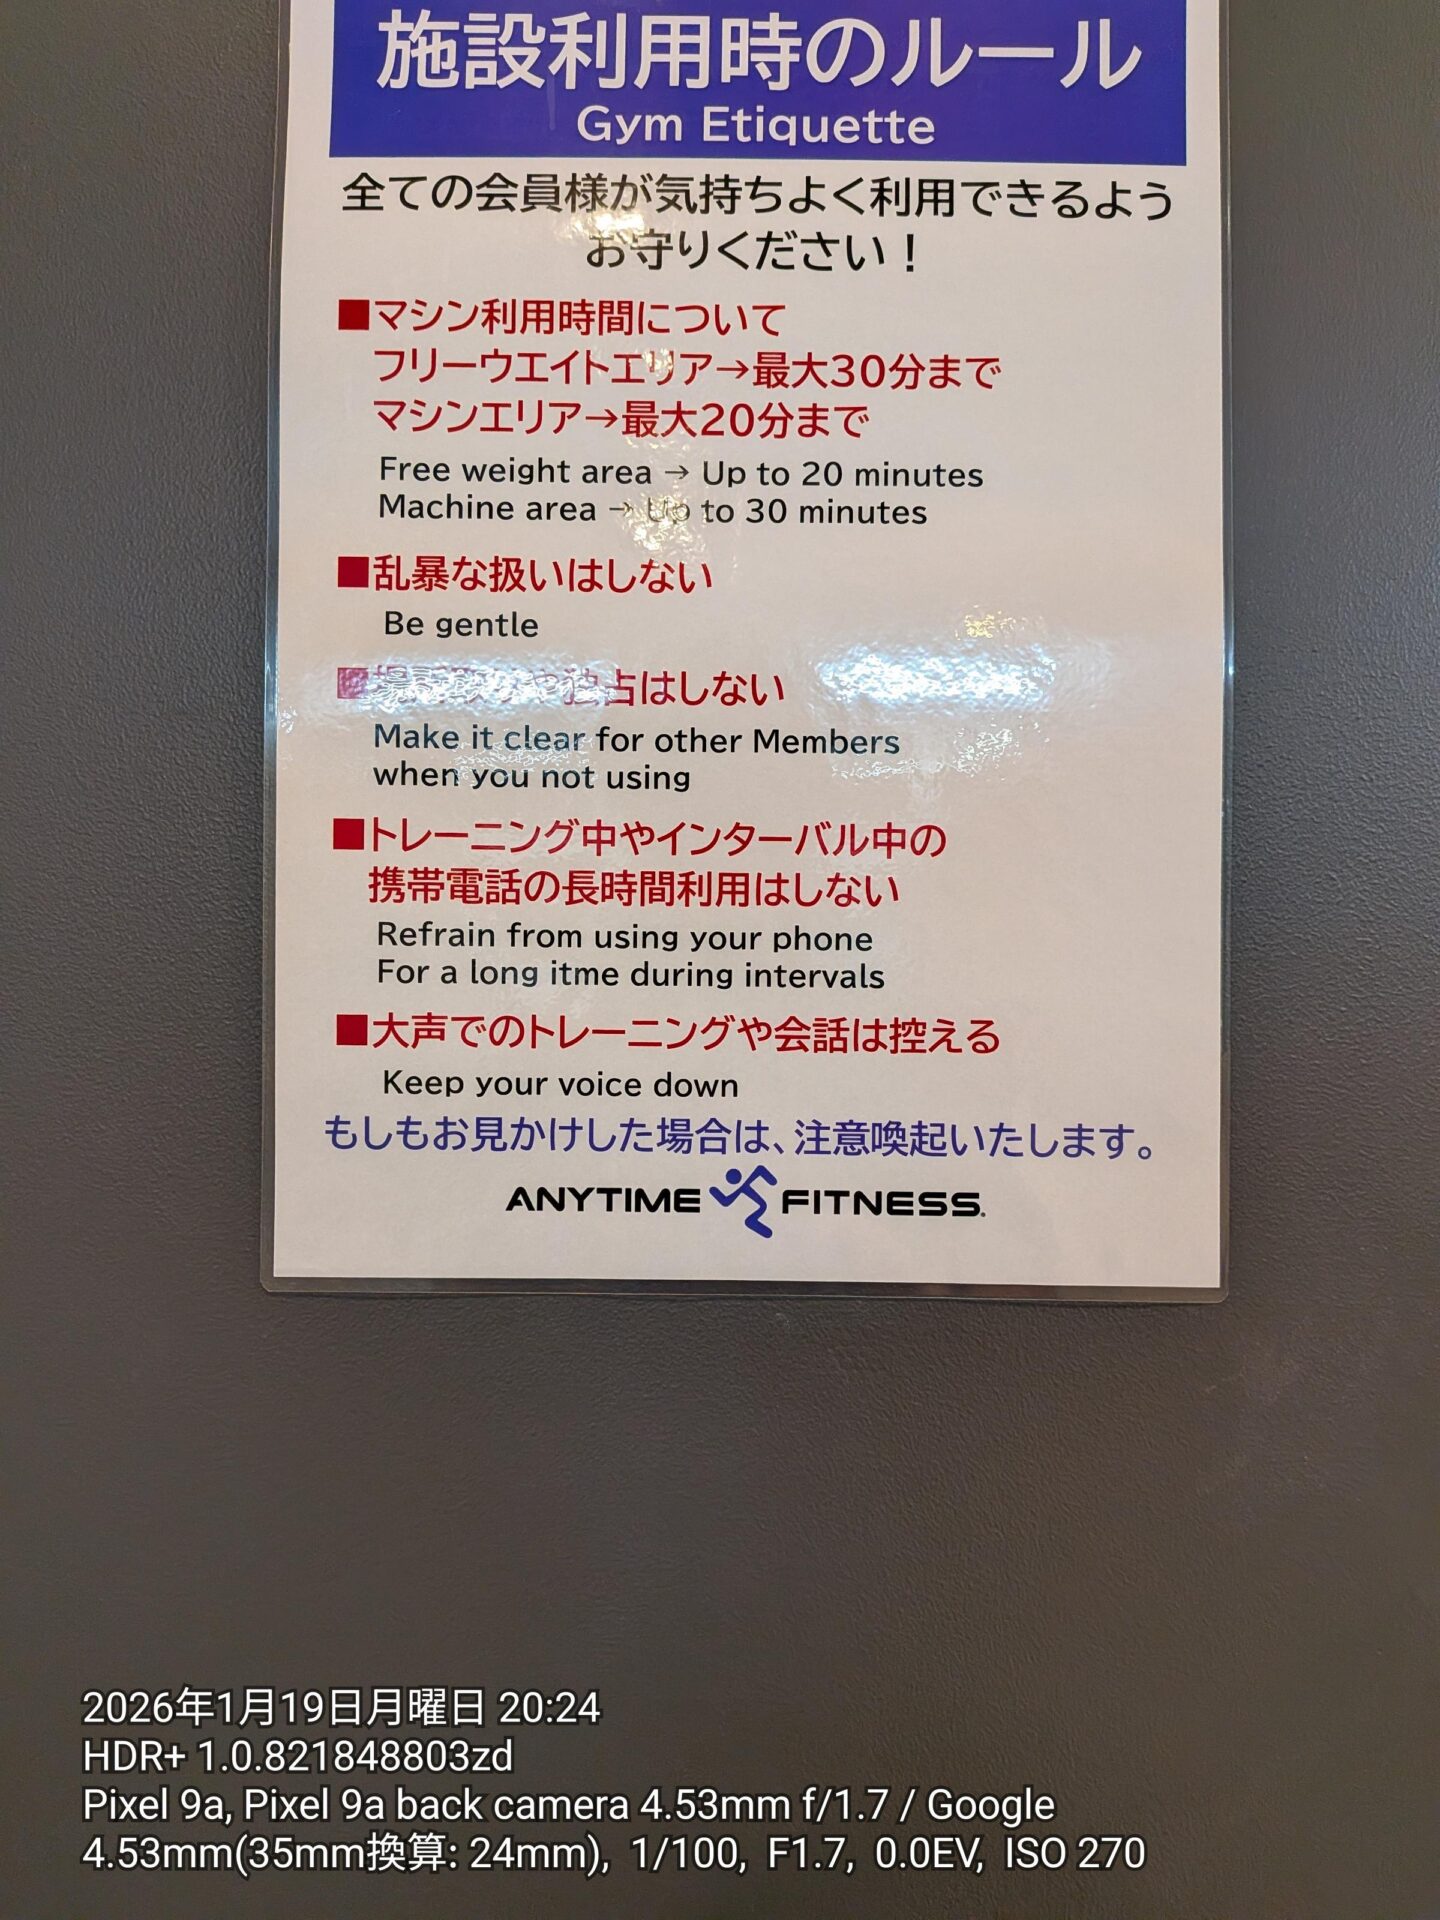 施設利用時のルール
Gym Etiquette
全ての会員様が気持ちよく利用できるよう
お守りください！
■マシン利用時間について
フリーウエイトエリア→最大30分まで
マシンエリア→最大20分まで
Free weight area → Up to 20 minutes
Machine area → Up to 30 minutes
■乱暴な扱いはしない
Be gentle
■場所取りや独占はしない
Make it clear for other Members
when you not using
■トレーニング中やインターバル中の
携帯電話の長時間利用はしない
Refrain from using your phone
For a long itme during intervals
■大声でのトレーニングや会話は控える
Keep your voice down
もしもお見かけした場合は、注意喚起いたします。
ANYTIME FITNESS®
2026年1月19日月曜日 20:24
HDR+ 1.0.821848803zd
Pixel 9a, Pixel 9a back camera 4.53mm f/1.7 / Google
4.53mm(35mm換算: 24mm), 1/100, F1.7, 0.0EV, ISO 270